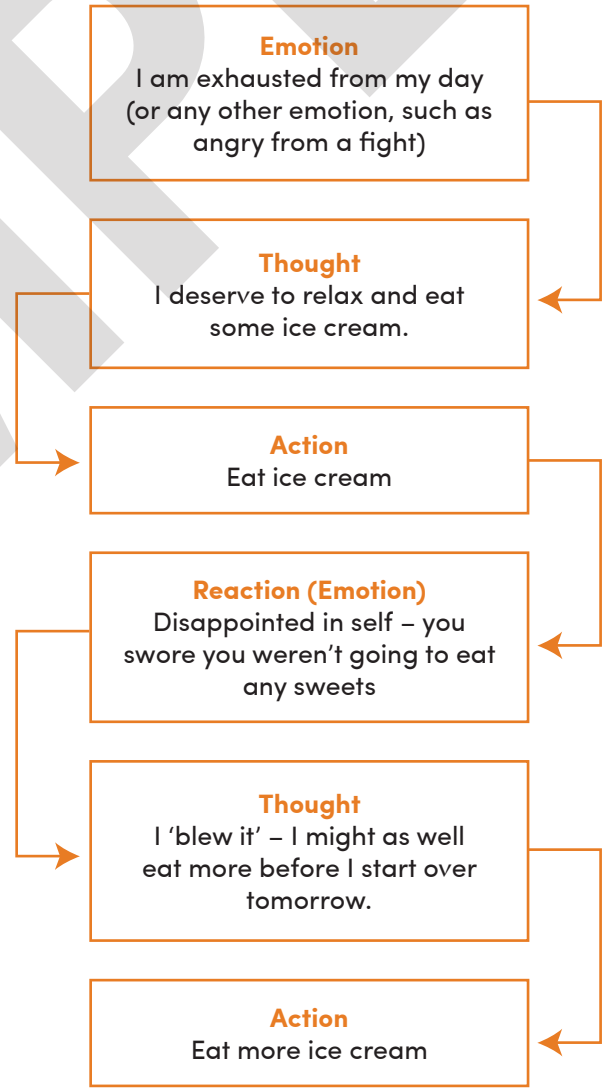 Emotion
I am exhausted from my day
(or any other emotion, such as
angry from a fight)
Thought
I deserve to relax and eat
some ice cream.
Action
Eat ice cream
Reaction (Emotion)
Disappointed in self – you
swore you weren't going to eat
any sweets
Thought
I 'blew it' – I might as well
eat more before I start over
tomorrow.
Action
Eat more ice cream